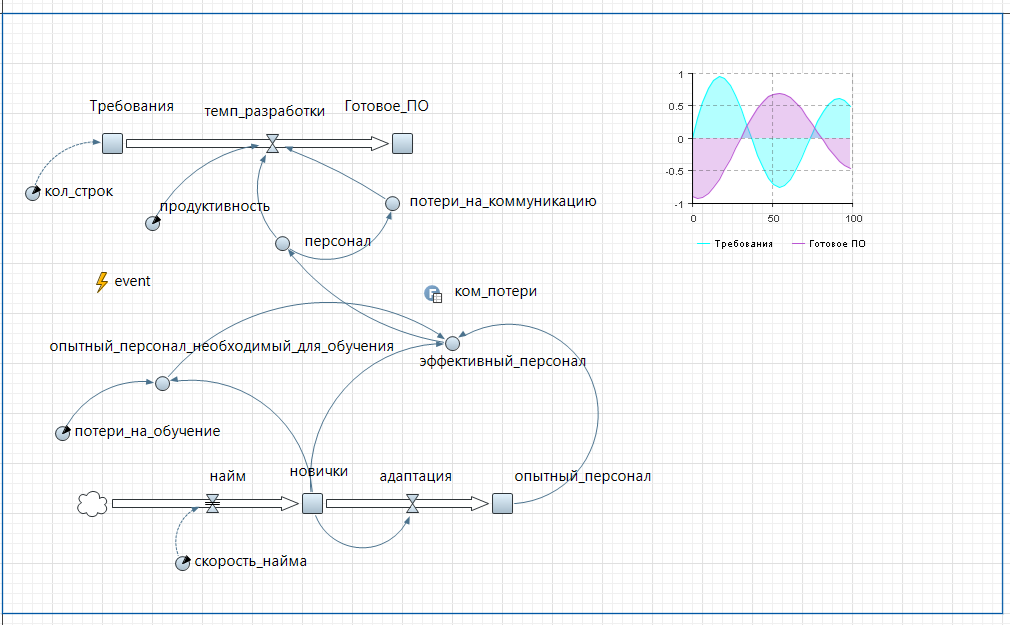 Требования
темп_разработки
Готовое_ПО
кол_строк
продуктивность
потери_на_коммуникацию
персонал
event
ком_потери
опытный_персонал_необходимый_для_обучения
эффективный_персонал
потери_на_обучение
найм
новички
адаптация
опытный_персонал
скорость_найма
1
0.5
0
-0.5
-1
0 50 100
Требования Готовое ПО